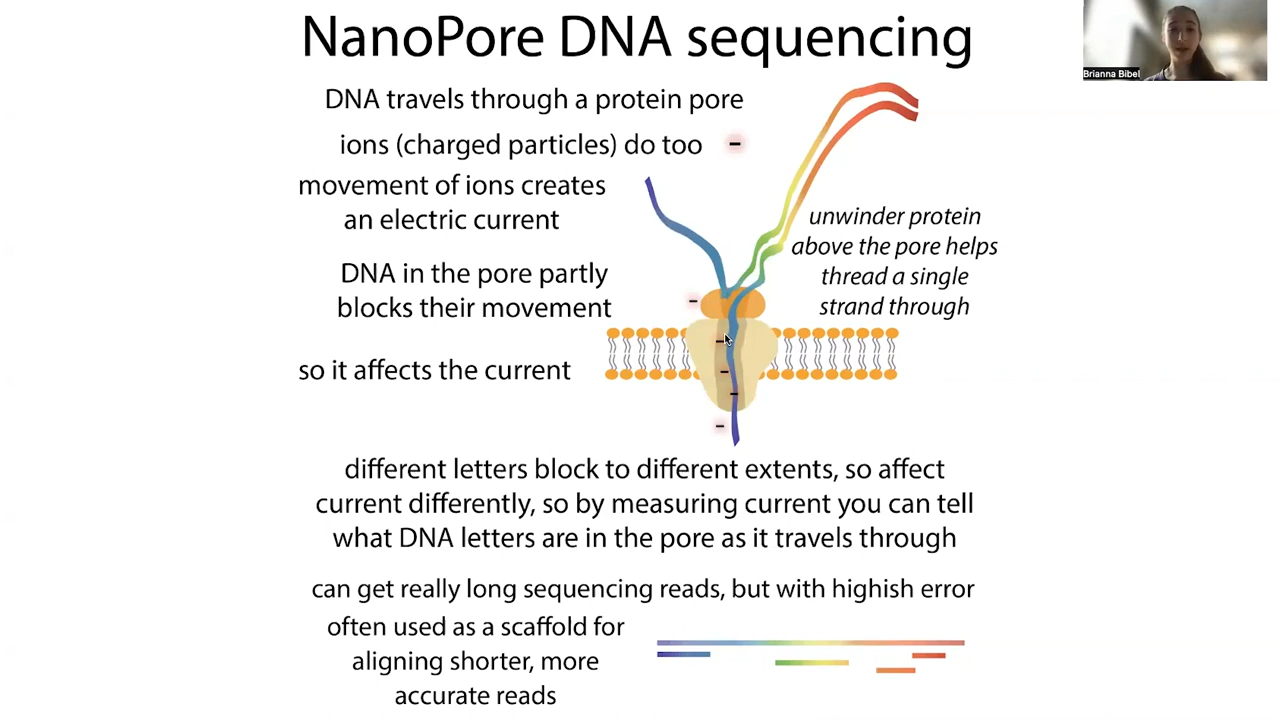 NanoPore DNA sequencing
Brianna Bibel
DNA travels through a protein pore
ions (charged particles) do too
movement of ions creates
an electric current
DNA in the pore partly
blocks their movement
so it affects the current
unwinder protein
above the pore helps
thread a single
strand through
different letters block to different extents, so affect
current differently, so by measuring current you can tell
what DNA letters are in the pore as it travels through
can get really long sequencing reads, but with highish error
often used as a scaffold for
aligning shorter, more
accurate reads